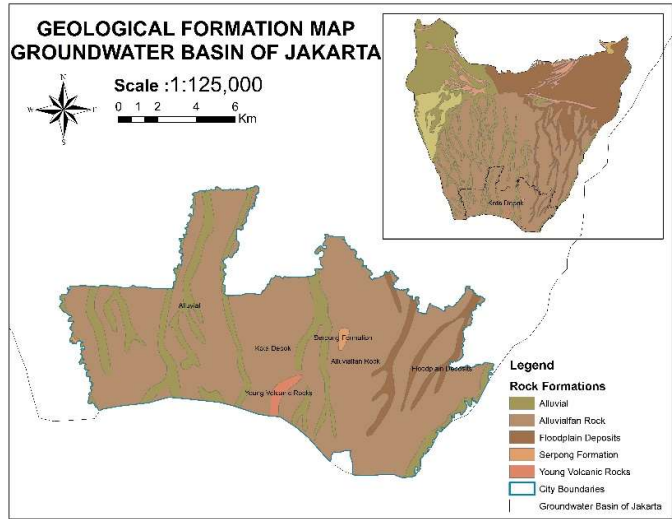 GEOLOGICAL FORMATION MAP
GROUNDWATER BASIN OF JAKARTA
N
W
E
S
Scale :1:125,000
0 1 2 4 6
Km
Kota Depok
Alluvial
Kota Depok
Serpong Formation
Alluvialfan Rock
Floodplain Deposits
Young Volcanic Rocks
Legend
Rock Formations
Alluvial
Alluvialfan Rock
Floodplain Deposits
Serpong Formation
Young Volcanic Rocks
City Boundaries
Groundwater Basin of Jakarta